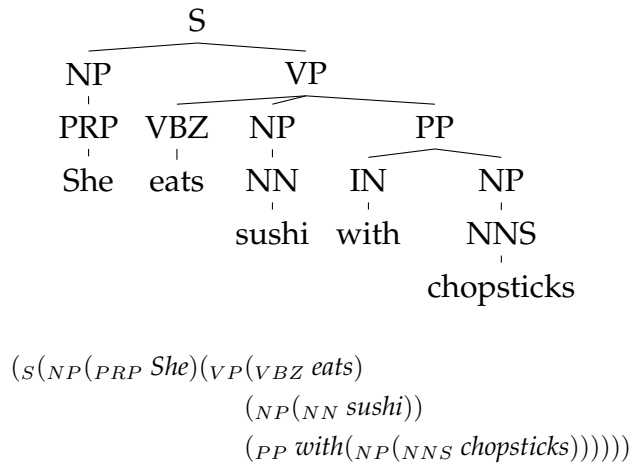 S
NP VP
PRP VBZ NP PP
She eats NN IN NP
sushi with NNS
chopsticks
(S(NP(PRP She)(VP(VBZ eats)
(NP(NN sushi))
(PP with(NP(NNS chopsticks))))))